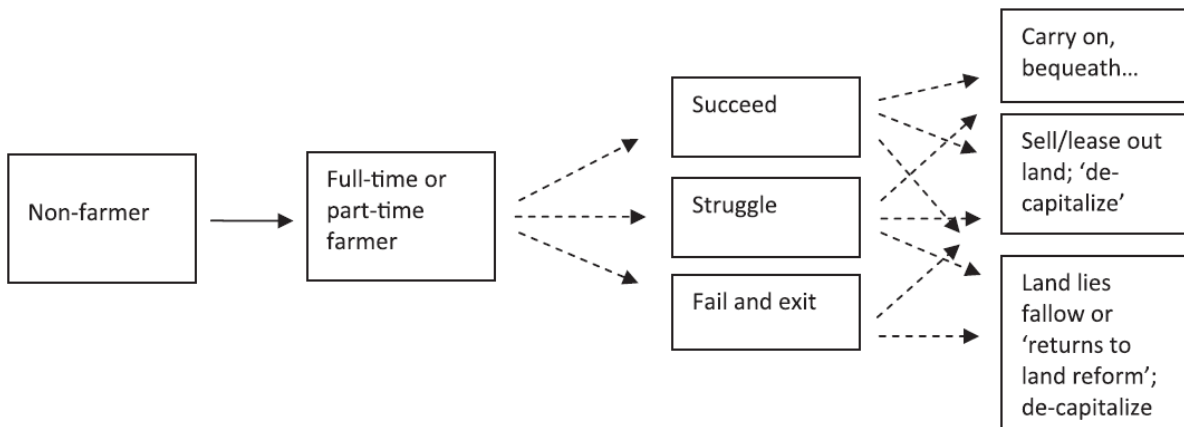 Non-farmer
Full-time or
part-time
farmer
Succeed
Struggle
Fail and exit
Carry on,
bequeath…
Sell/lease out
land; ‘de-
capitalize’
Land lies
fallow or
‘returns to
land reform’;
de-capitalize